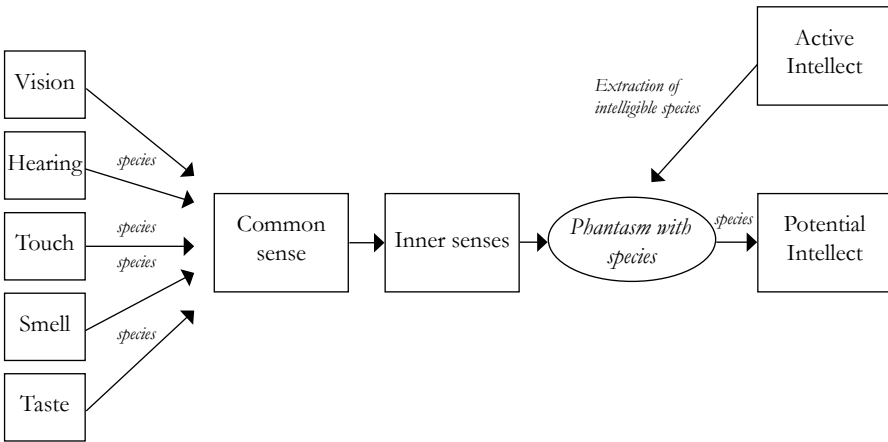 Vision
Hearing
Touch
Smell
Taste
species
species
species
species
Common
sense
Inner senses
Phantasm with
species
Extraction of
intelligible species
Active
Intellect
species
Potential
Intellect